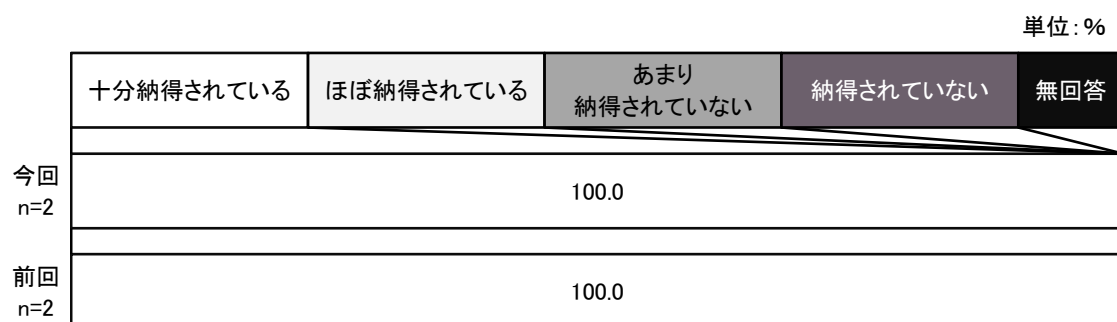 単位：％
十分納得されている
ほぼ納得されている
あまり
納得されていない
納得されていない
無回答
今回
n=2
100.0
前回
n=2
100.0